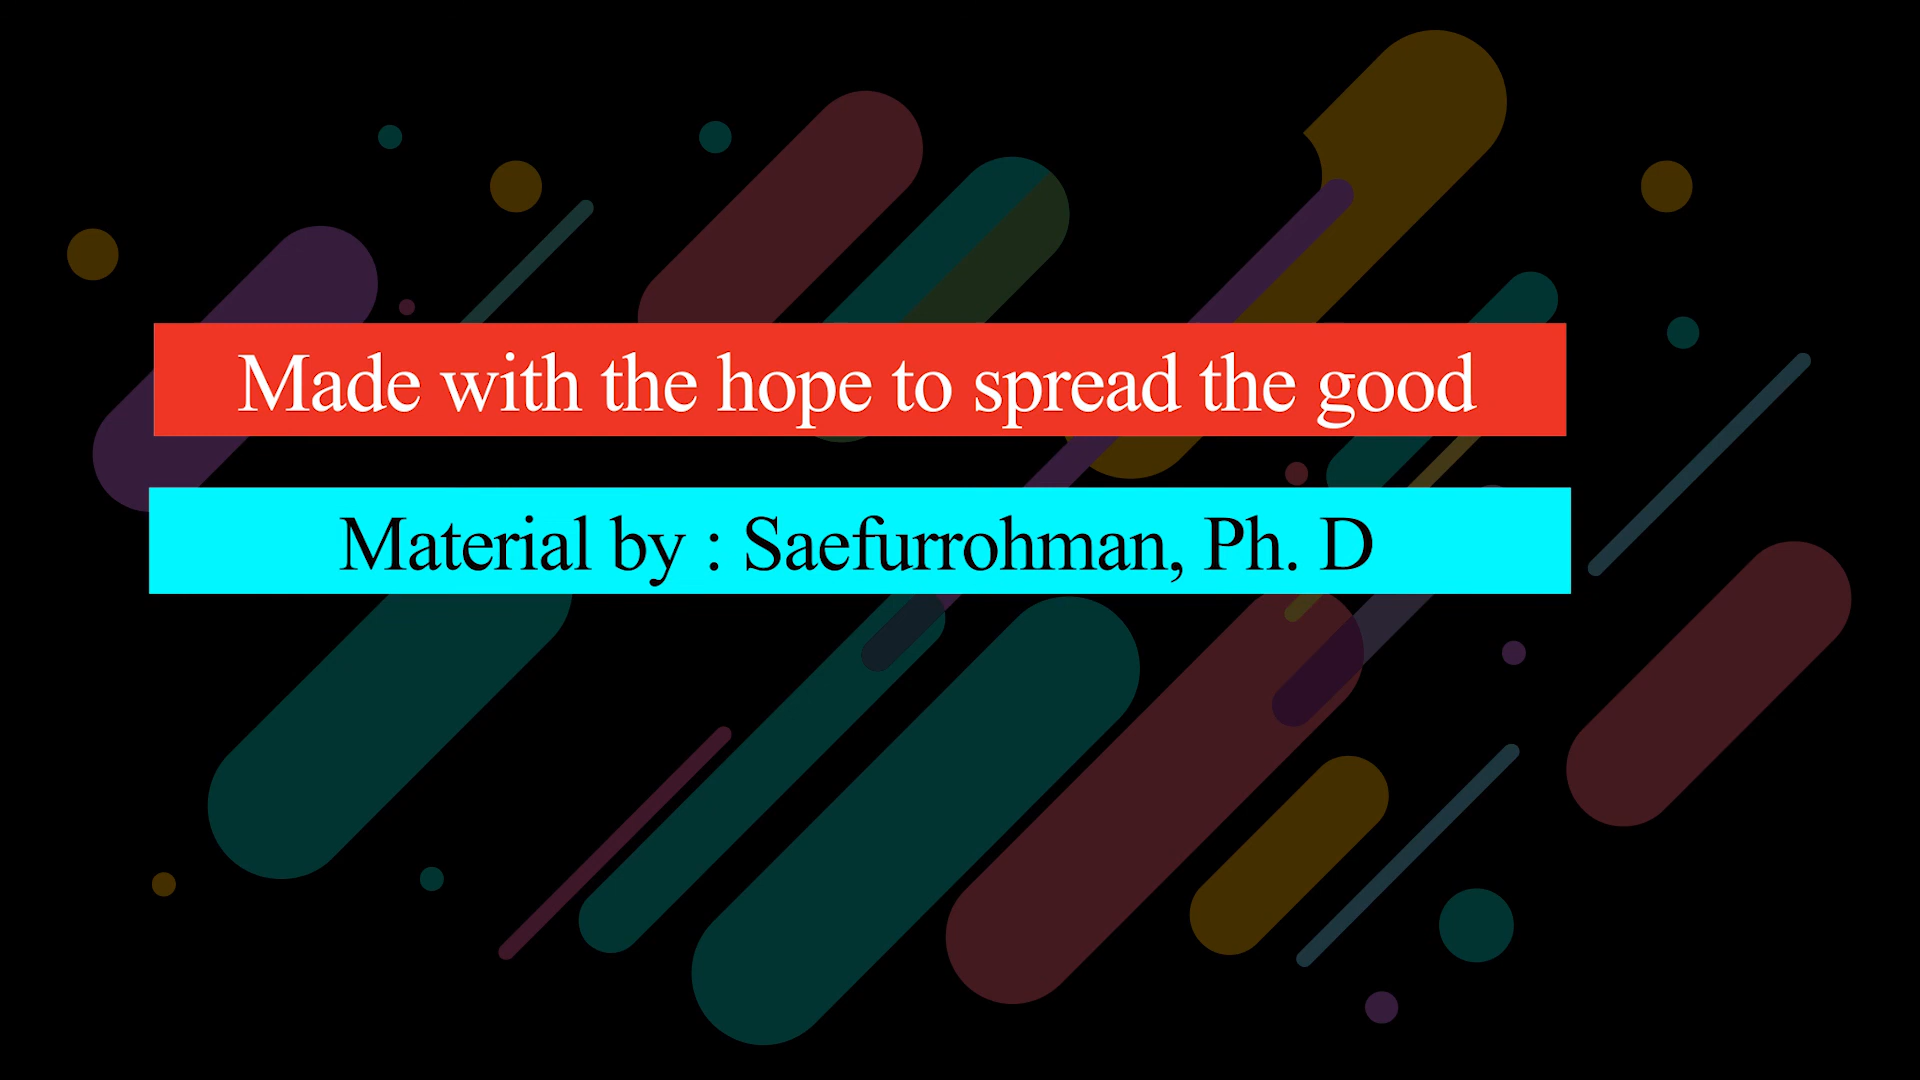 Made with the hope to spread the good
Material by : Saefurrohman, Ph. D